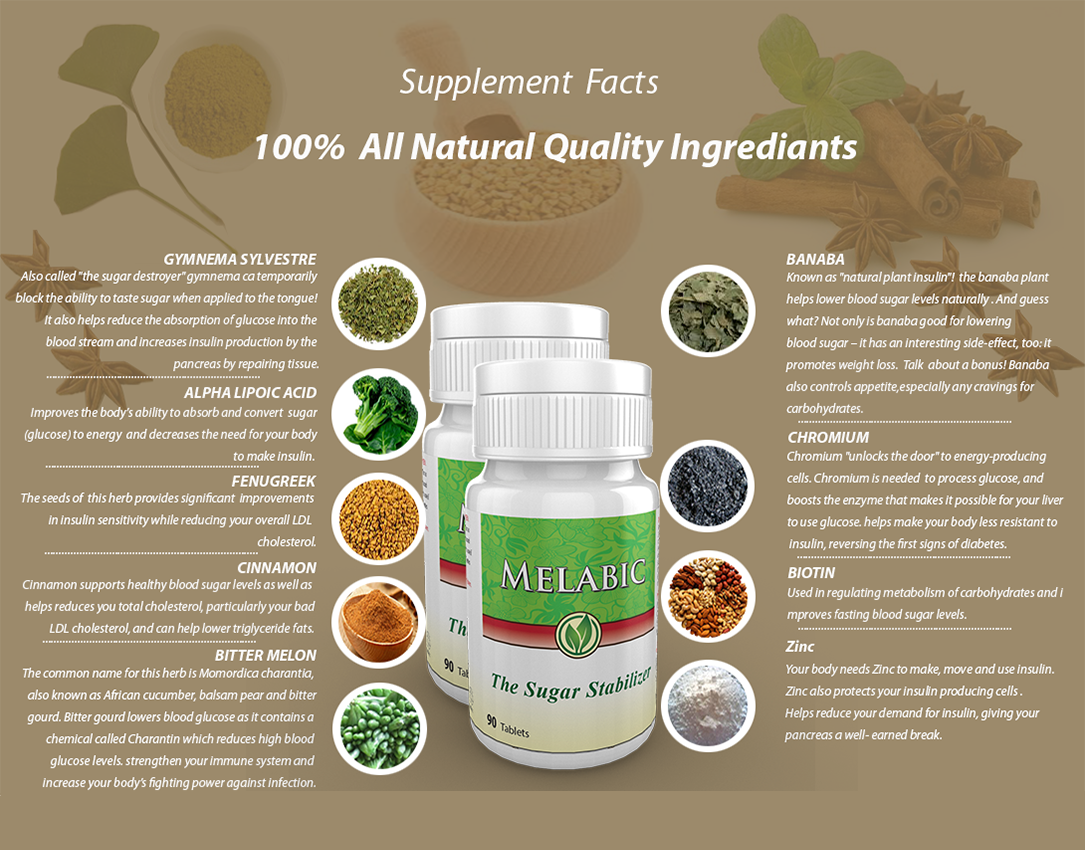 Supplement Facts
100% All Natural Quality Ingrediants
GYMNEMA SYLVESTRE
Also called "the sugar destroyer" gymnema ca temporarily
block the ability to taste sugar when applied to the tongue!
It also helps reduce the absorption of glucose into the
blood stream and increases insulin production by the
pancreas by repairing tissue.
ALPHA LIPOIC ACID
Improves the body's ability to absorb and convert sugar
(glucose) to energy and decreases the need for your body
to make insulin.
FENUGREEK
The seeds of this herb provides significant improvements
in insulin sensitivity while reducing your overall LDL
cholesterol.
CINNAMON
Cinnamon supports healthy blood sugar levels as well as
helps reduces you total cholesterol, particularly your bad
LDL cholesterol, and can help lower triglyceride fats.
BITTER MELON
The common name for this herb is Momordica charantia,
also known as African cucumber, balsam pear and bitter
gourd. Bitter gourd lowers blood glucose as it contains a
chemical called Charantin which reduces high blood
glucose levels. strengthen your immune system and
increase your body's fighting power against infection.
MELABIC
The Sugar Stabilizer
90 Tablets
Th
90 Tab
BANABA
Known as "natural plant insulin"! the banaba plant
helps lower blood sugar levels naturally . And guess
what? Not only is banaba good for lowering
blood sugar – it has an interesting side-effect, too: it
promotes weight loss. Talk about a bonus! Banaba
also controls appetite,especially any cravings for
carbohydrates.
CHROMIUM
Chromium "unlocks the door" to energy-producing
cells. Chromium is needed to process glucose, and
boosts the enzyme that makes it possible for your liver
to use glucose. helps make your body less resistant to
insulin, reversing the first signs of diabetes.
BIOTIN
Used in regulating metabolism of carbohydrates and i
mproves fasting blood sugar levels.
Zinc
Your body needs Zinc to make, move and use insulin.
Zinc also protects your insulin producing cells .
Helps reduce your demand for insulin, giving your
pancreas a well- earned break.